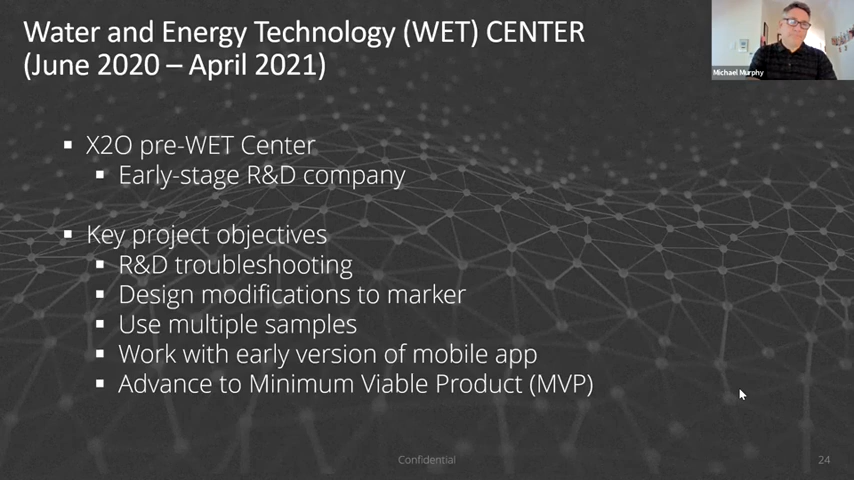 Water and Energy Technology (WET) CENTER
(June 2020 – April 2021)
Michael Murphy
▪ X2O pre-WET Center
▪ Early-stage R&D company
▪ Key project objectives
▪ R&D troubleshooting
▪ Design modifications to marker
▪ Use multiple samples
▪ Work with early version of mobile app
▪ Advance to Minimum Viable Product (MVP)
Confidential
24